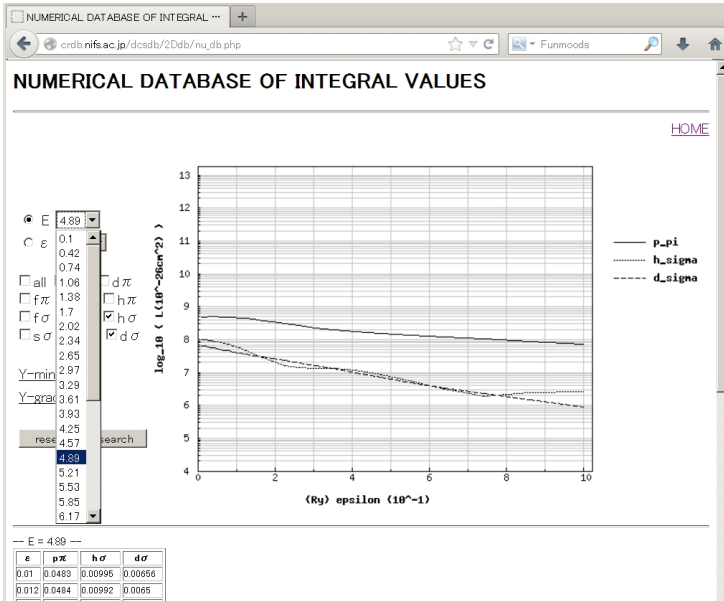 NUMERICAL DATABASE OF INTEGRAL ...
crdb.nifs.ac.jp/dcsdb/2Ddb/nu_db.php
Funmoods
NUMERICAL DATABASE OF INTEGRAL VALUES
HOME
E 4.89
ε
0.1
0.42
0.74
1.06
1.38
1.7
2.02
2.34
2.65
2.97
3.29
3.61
3.93
4.25
4.57
4.89
5.21
5.53
5.85
6.17
all dπ
fπ hπ
fσ hσ
sσ dσ
Y-min
Y-grad
rese search
13
12
11
10
9
8
7
6
5
4
0 2 4 6 8 10
log_10 ( L(10^-26cm^2) )
(Ry) epsilon (10^-1)
p_pi
h_sigma
d_sigma
-- E = 4.89 --
ε pπ hσ dσ
0.01 0.0483 0.00995 0.00656
0.012 0.0484 0.00992 0.0065